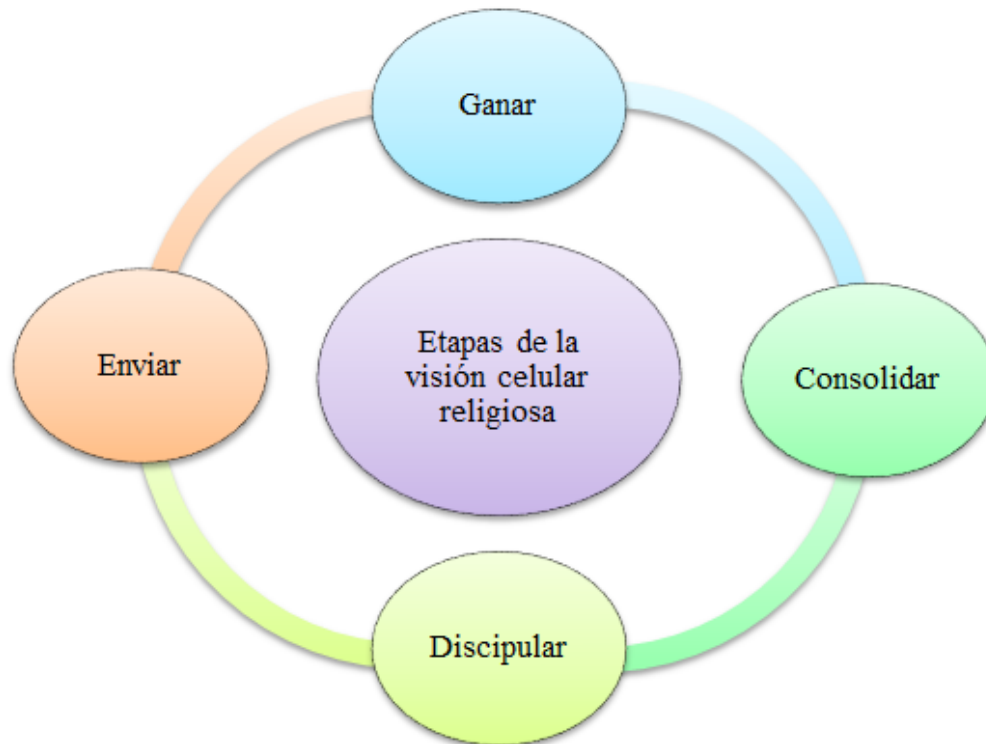 Ganar
Enviar
Etapas de la
visión celular
religiosa
Consolidar
Discipular